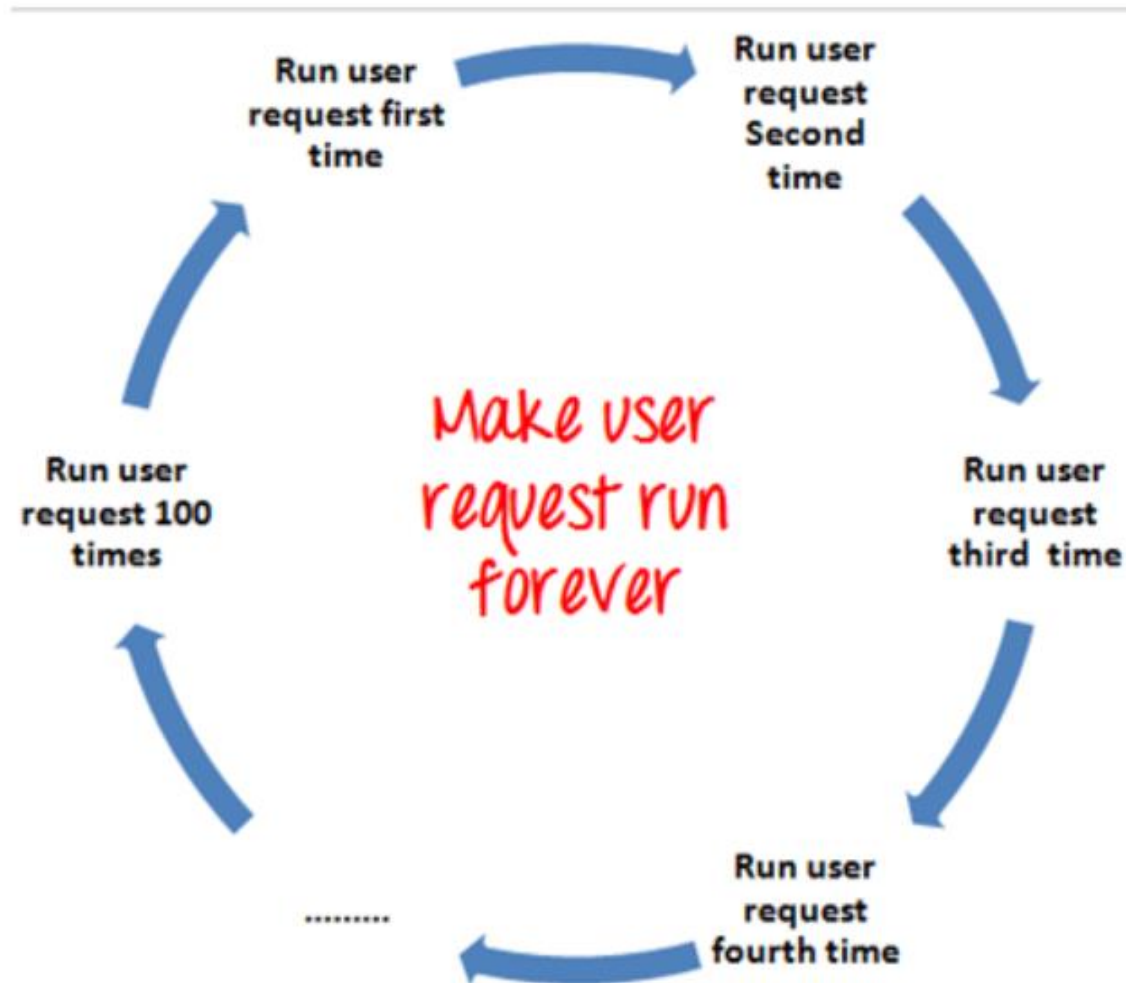 Run user
request first
time
Run user
request
Second
time
Run user
request
third  time
Run user
request
fourth time
.........
Run user
request 100
times
Make user
request run
forever